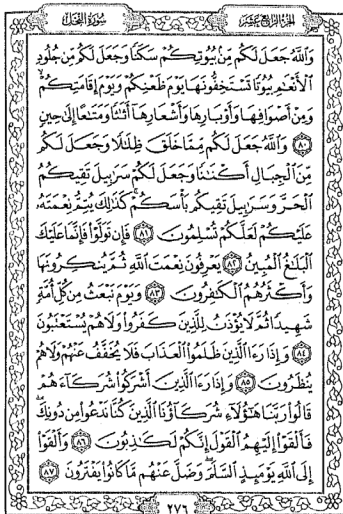 الجزء الرابع عشر
سورة النحل
وَاللَّهُ جَعَلَ لَكُم مِّنۢ بُيُوتِكُمْ سَكَنًا وَجَعَلَ لَكُم مِّن جُلُودِ
الْأَنْعَٰمِ بُيُوتًا تَسْتَخِفُّونَهَا يَوْمَ ظَعْنِكُمْ وَيَوْمَ إِقَامَتِكُمْ
وَمِنْ أَصْوَافِهَا وَأَوْبَارِهَا وَأَشْعَارِهَا أَثَٰثًا وَمَتَٰعًا إِلَىٰ حِينٍ
٨٠ وَاللَّهُ جَعَلَ لَكُم مِّمَّا خَلَقَ ظِلَٰلًا وَجَعَلَ لَكُم
مِّنَ الْجِبَالِ أَكْنَٰنًا وَجَعَلَ لَكُمْ سَرَٰبِيلَ تَقِيكُمُ
الْحَرَّ وَسَرَٰبِيلَ تَقِيكُم بَأْسَكُمْ كَذَٰلِكَ يُتِمُّ نِعْمَتَهُۥ
عَلَيْكُمْ لَعَلَّكُمْ تُسْلِمُونَ ٨١ فَإِن تَوَلَّوْا فَإِنَّمَا عَلَيْكَ
الْبَلَٰغُ الْمُبِينُ ٨٢ يَعْرِفُونَ نِعْمَتَ اللَّهِ ثُمَّ يُنكِرُونَهَا
وَأَكْثَرُهُمُ الْكَٰفِرُونَ ٨٣ وَيَوْمَ نَبْعَثُ مِن كُلِّ أُمَّةٍ
شَهِيدًا ثُمَّ لَا يُؤْذَنُ لِلَّذِينَ كَفَرُوا وَلَا هُمْ يُسْتَعْتَبُونَ
٨٤ وَإِذَا رَءَا الَّذِينَ ظَلَمُوا الْعَذَابَ فَلَا يُخَفَّفُ عَنْهُمْ وَلَا هُمْ
يُنظَرُونَ ٨٥ وَإِذَا رَءَا الَّذِينَ أَشْرَكُوا شُرَكَآءَهُمْ
قَالُوا رَبَّنَا هَٰٓؤُلَآءِ شُرَكَآؤُنَا الَّذِينَ كُنَّا نَدْعُوا مِن دُونِكَ
فَأَلْقَوْا إِلَيْهِمُ الْقَوْلَ إِنَّكُمْ لَكَٰذِبُونَ ٨٦ وَأَلْقَوْا
إِلَى اللَّهِ يَوْمَئِذٍ السَّلَمَ وَضَلَّ عَنْهُم مَّا كَانُوا يَفْتَرُونَ ٨٧
٢٧٦